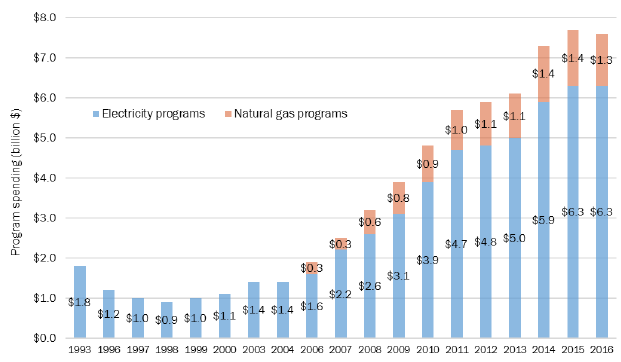 $8.0
$7.0
$6.0
$5.0
$4.0
$3.0
$2.0
$1.0
$0.0
Program spending (billion $)
Electricity programs Natural gas programs
$1.8 $1.2 $1.0 $0.9 $1.0 $1.1 $1.4 $1.4 $1.6 $2.2 $2.6 $3.1 $3.9 $4.7 $4.8 $5.0 $5.9 $6.3 $6.3
$0.3 $0.3 $0.6 $0.8 $0.9 $1.0 $1.1 $1.1 $1.4 $1.4 $1.3
1993 1996 1997 1998 1999 2000 2003 2004 2006 2007 2008 2009 2010 2011 2012 2013 2014 2015 2016